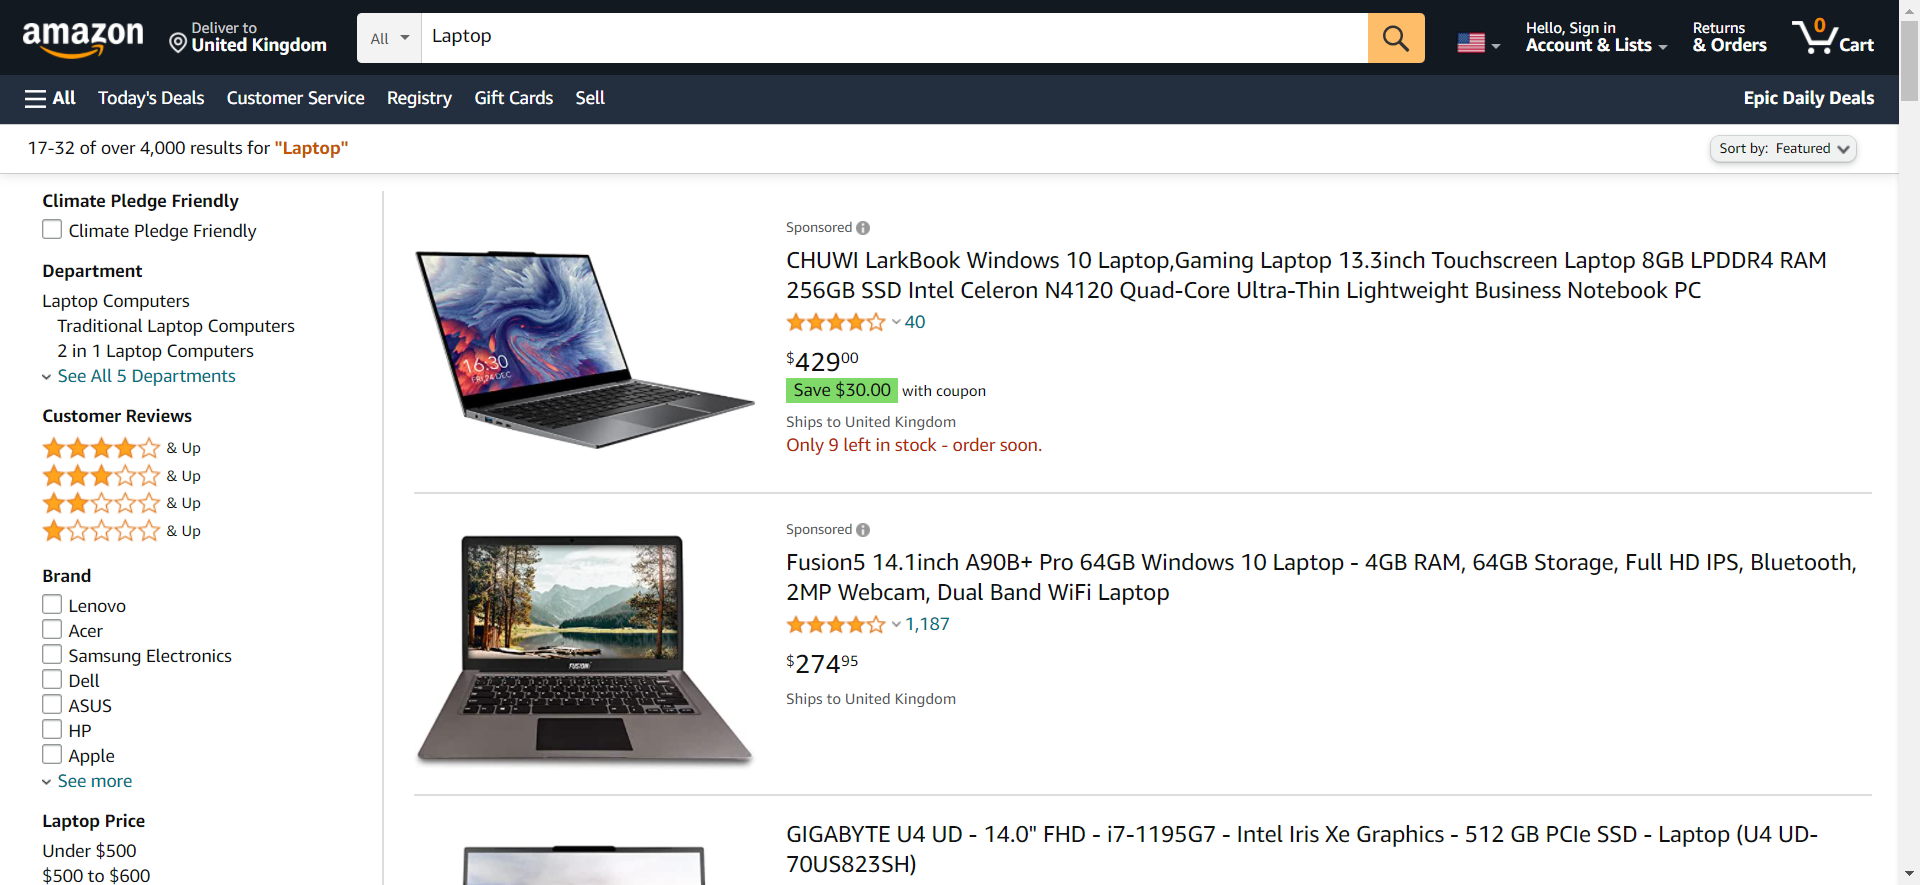 amazon
Deliver to
United Kingdom
All
Laptop
Hello, Sign in
Account & Lists
Returns
& Orders
0
Cart
All
Today's Deals
Customer Service
Registry
Gift Cards
Sell
Epic Daily Deals
17-32 of over 4,000 results for "Laptop"
Sort by: Featured
Climate Pledge Friendly
Climate Pledge Friendly
Department
Laptop Computers
Traditional Laptop Computers
2 in 1 Laptop Computers
See All 5 Departments
Customer Reviews
& Up
& Up
& Up
& Up
Brand
Lenovo
Acer
Samsung Electronics
Dell
ASUS
HP
Apple
See more
Laptop Price
Under $500
$500 to $600
16:30
FRI,24 DEC
Sponsored
CHUWI LarkBook Windows 10 Laptop,Gaming Laptop 13.3inch Touchscreen Laptop 8GB LPDDR4 RAM
256GB SSD Intel Celeron N4120 Quad-Core Ultra-Thin Lightweight Business Notebook PC
40
$42900
Save $30.00 with coupon
Ships to United Kingdom
Only 9 left in stock - order soon.
FUSION5
Sponsored
Fusion5 14.1inch A90B+ Pro 64GB Windows 10 Laptop - 4GB RAM, 64GB Storage, Full HD IPS, Bluetooth,
2MP Webcam, Dual Band WiFi Laptop
1,187
$27495
Ships to United Kingdom
GIGABYTE U4 UD - 14.0" FHD - i7-1195G7 - Intel Iris Xe Graphics - 512 GB PCIe SSD - Laptop (U4 UD-
70US823SH)